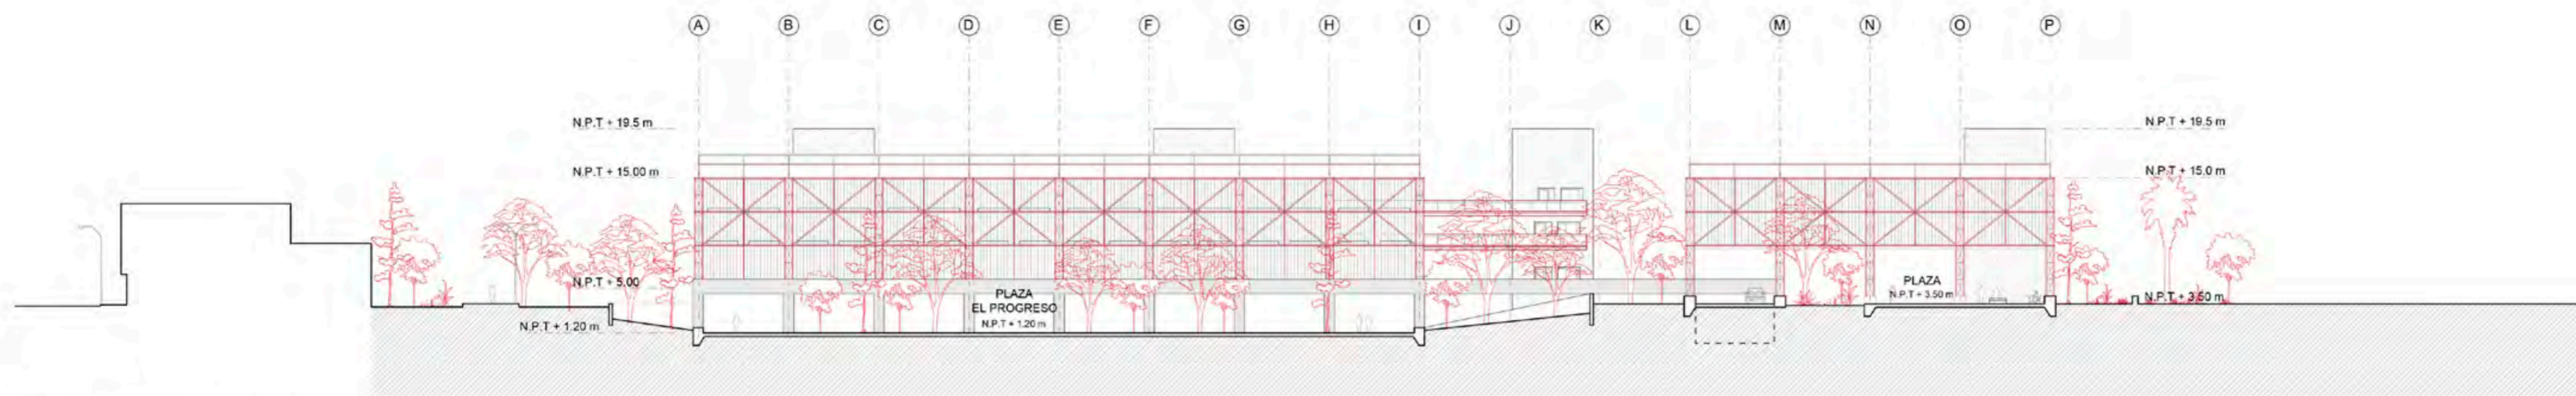 A B C D E F G H I J K L M N O P
N.P.T + 19.5 m
N.P.T + 19.5 m
N.P.T + 15.00 m
N.P.T + 15.0 m
N.P.T + 5.00
PLAZA
EL PROGRESO
N.P.T + 1.20 m
PLAZA
N.P.T + 3.50 m
N.P.T + 3.50 m
N.P.T + 1.20 m